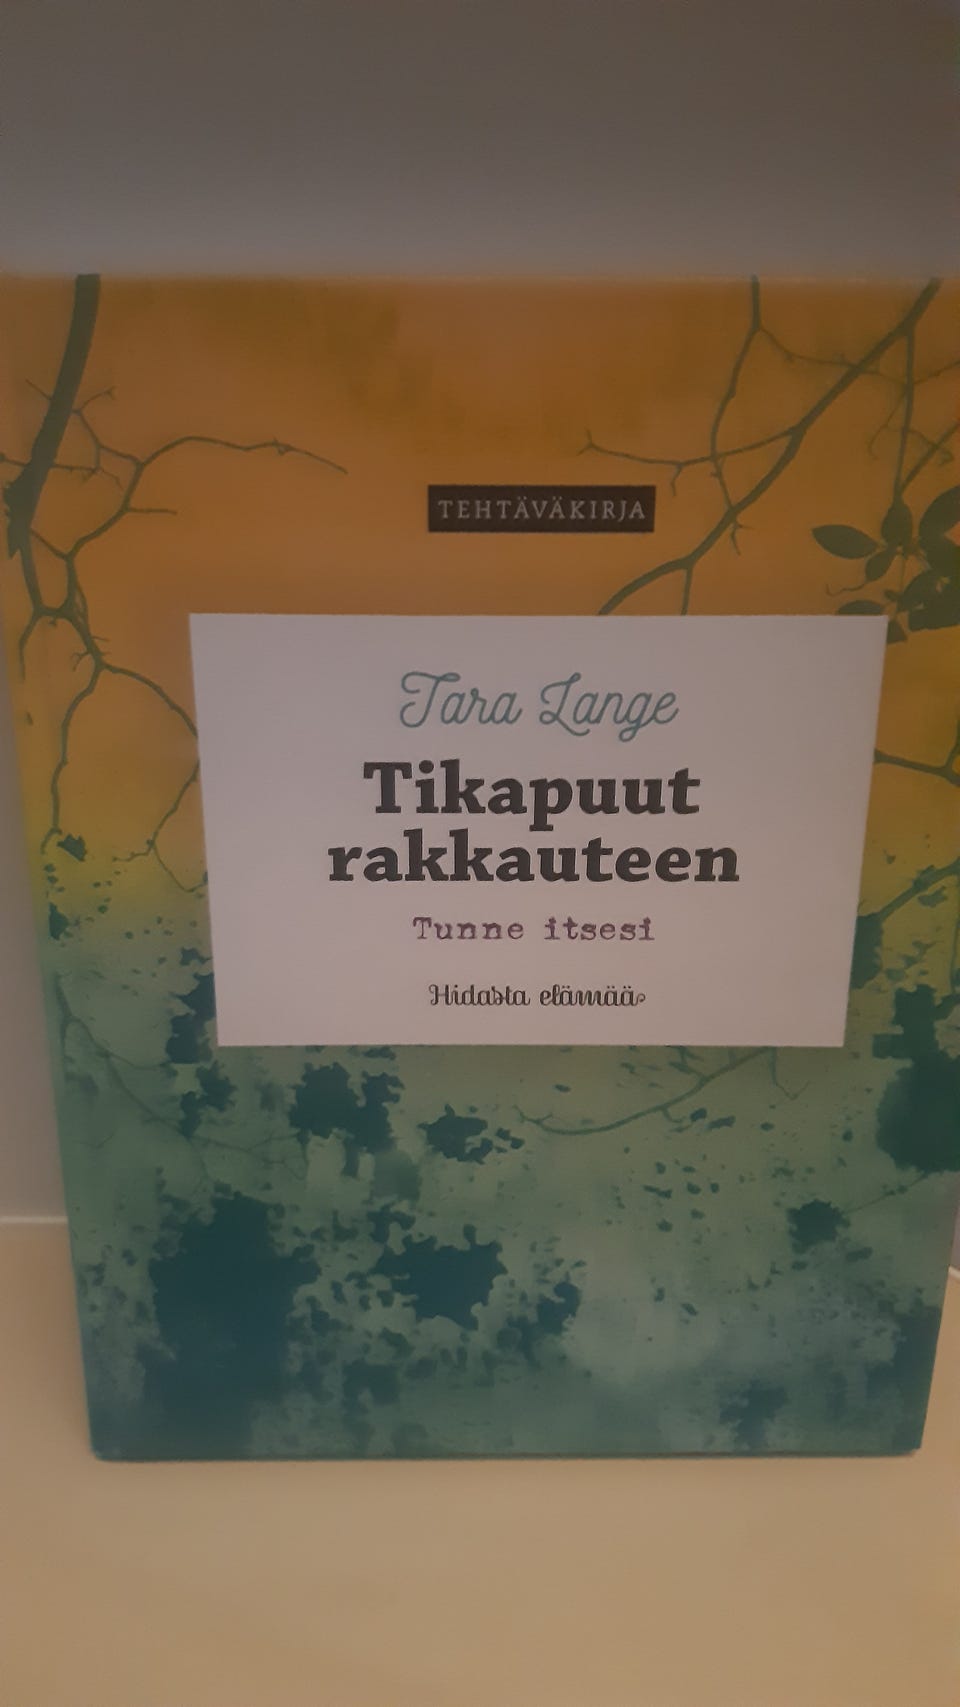 TEHTÄVÄKIRJA
Tara Lange
Tikapuut
rakkauteen
Tunne itsesi
Hidasta elämää